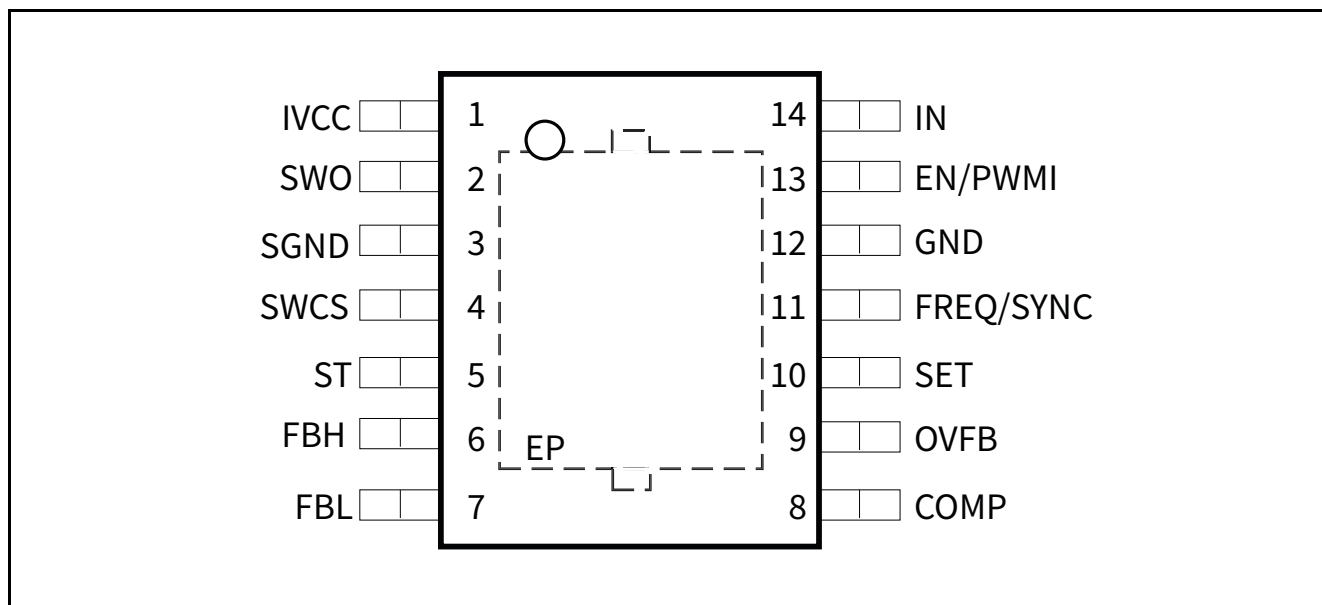 IVCC 1 14 IN
SWO 2 13 EN/PWMI
SGND 3 12 GND
SWCS 4 11 FREQ/SYNC
ST 5 10 SET
FBH 6 EP 9 OVFB
FBL 7 8 COMP